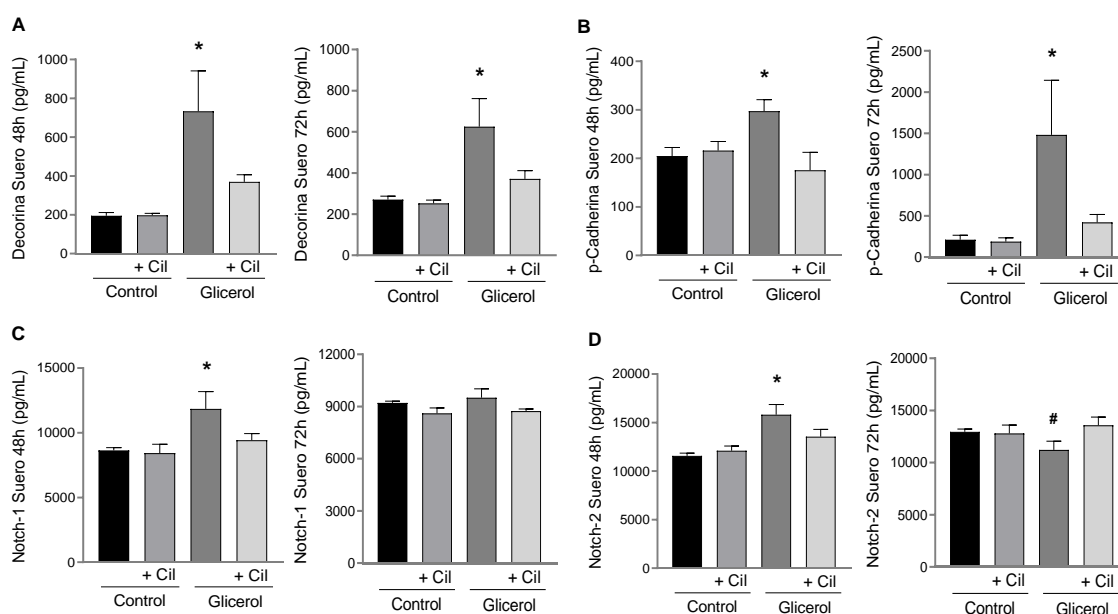 A
Decorina Suero 48h (pg/mL)
1000
800
600
400
200
0
*
+ Cil
+ Cil
Control
Glicerol
Decorina Suero 72h (pg/mL)
1000
800
600
400
200
0
*
+ Cil
+ Cil
Control
Glicerol
B
p-Cadherina Suero 48h (pg/mL)
400
300
200
100
0
*
+ Cil
+ Cil
Control
Glicerol
p-Cadherina Suero 72h (pg/mL)
2500
2000
1500
1000
500
0
*
+ Cil
+ Cil
Control
Glicerol
C
Notch-1 Suero 48h (pg/mL)
15000
10000
5000
0
*
+ Cil
+ Cil
Control
Glicerol
Notch-1 Suero 72h (pg/mL)
12000
9000
6000
3000
0
+ Cil
+ Cil
Control
Glicerol
D
Notch-2 Suero 48h (pg/mL)
20000
15000
10000
5000
0
*
+ Cil
+ Cil
Control
Glicerol
Notch-2 Suero 72h (pg/mL)
20000
15000
10000
5000
0
#
+ Cil
+ Cil
Control
Glicerol